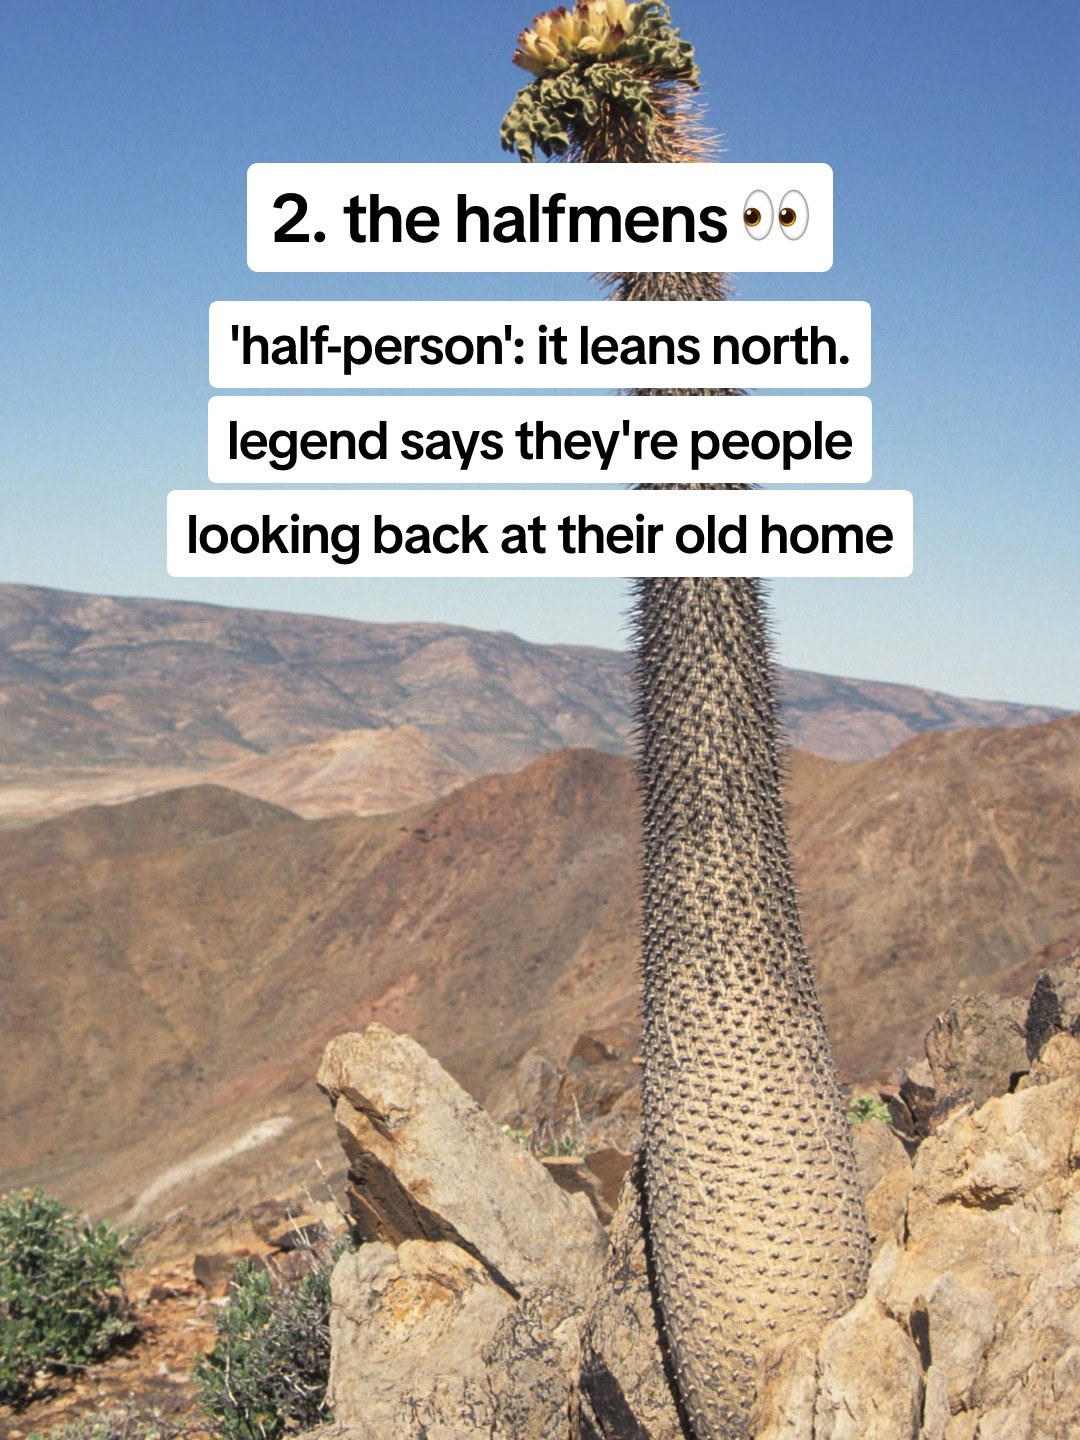 2. the halfmens 👀
'half-person': it leans north.
legend says they're people
looking back at their old home